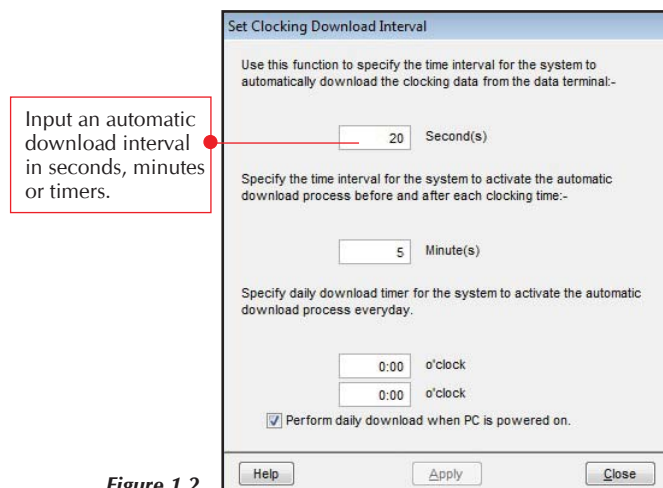 Set Clocking Download Interval
Use this function to specify the time interval for the system to
automatically download the clocking data from the data terminal:-
Input an automatic
download interval
in seconds, minutes
or timers.
20 Second(s)
Specify the time interval for the system to activate the automatic
download process before and after each clocking time:-
5 Minute(s)
Specify daily download timer for the system to activate the automatic
download process everyday.
0:00 o'clock
0:00 o'clock
Perform daily download when PC is powered on.
Help Apply Close
Figure 1.2